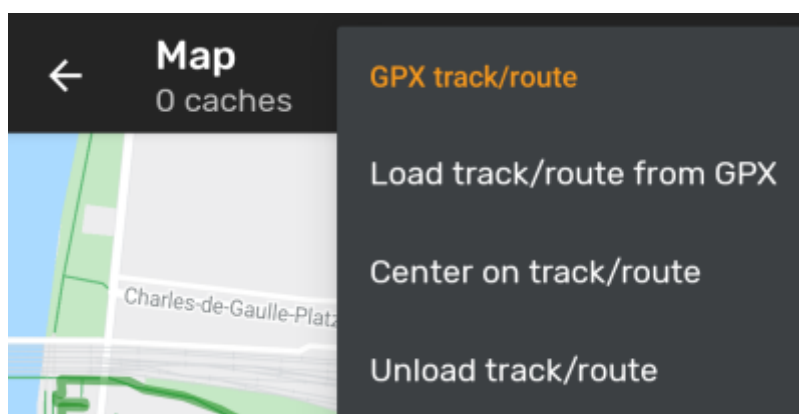 Map
0 caches
GPX track/route
Load track/route from GPX
Center on track/route
Unload track/route
Charles-de-Gaulle-Platz